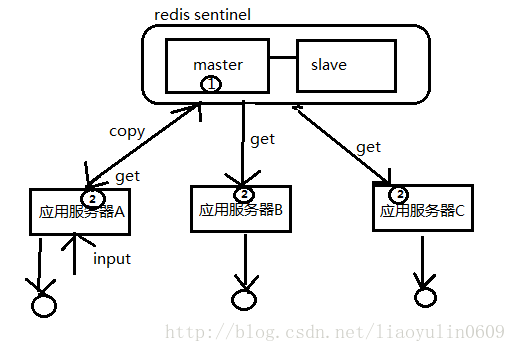 redis sentinel
master
slave
1
copy
get
get
get
2
应用服务器A
2
应用服务器B
2
应用服务器C
input
http://blog.csdn.net/liaoyulin0609